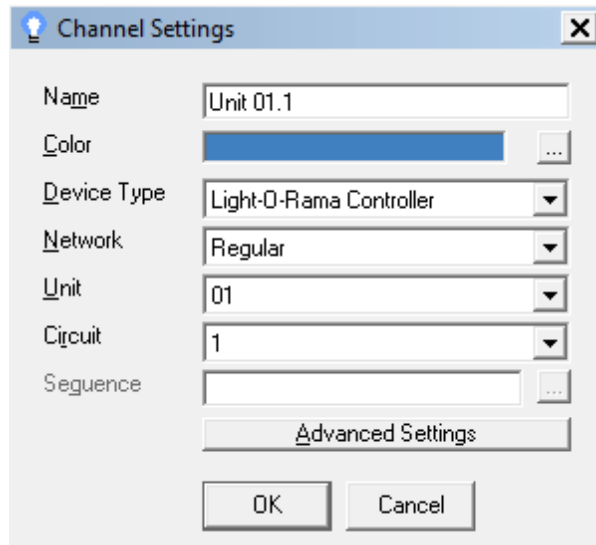 Channel Settings
Name Unit 01.1
Color ...
Device Type Light-O-Rama Controller
Network Regular
Unit 01
Circuit 1
Sequence ...
Advanced Settings
OK Cancel